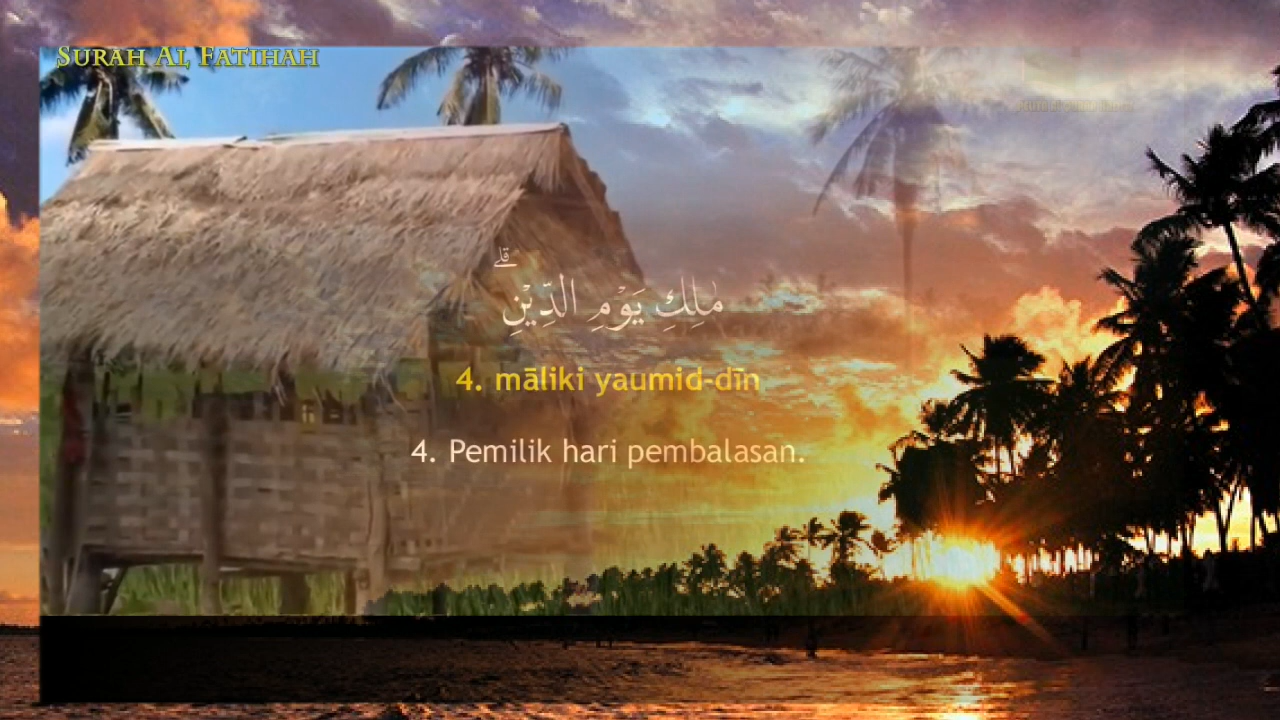 SURAH AL FATIHAH
مٰلِكِ يَوْمِ الدِّيْنِۗ
4. māliki yaumid-dīn
4. Pemilik hari pembalasan.